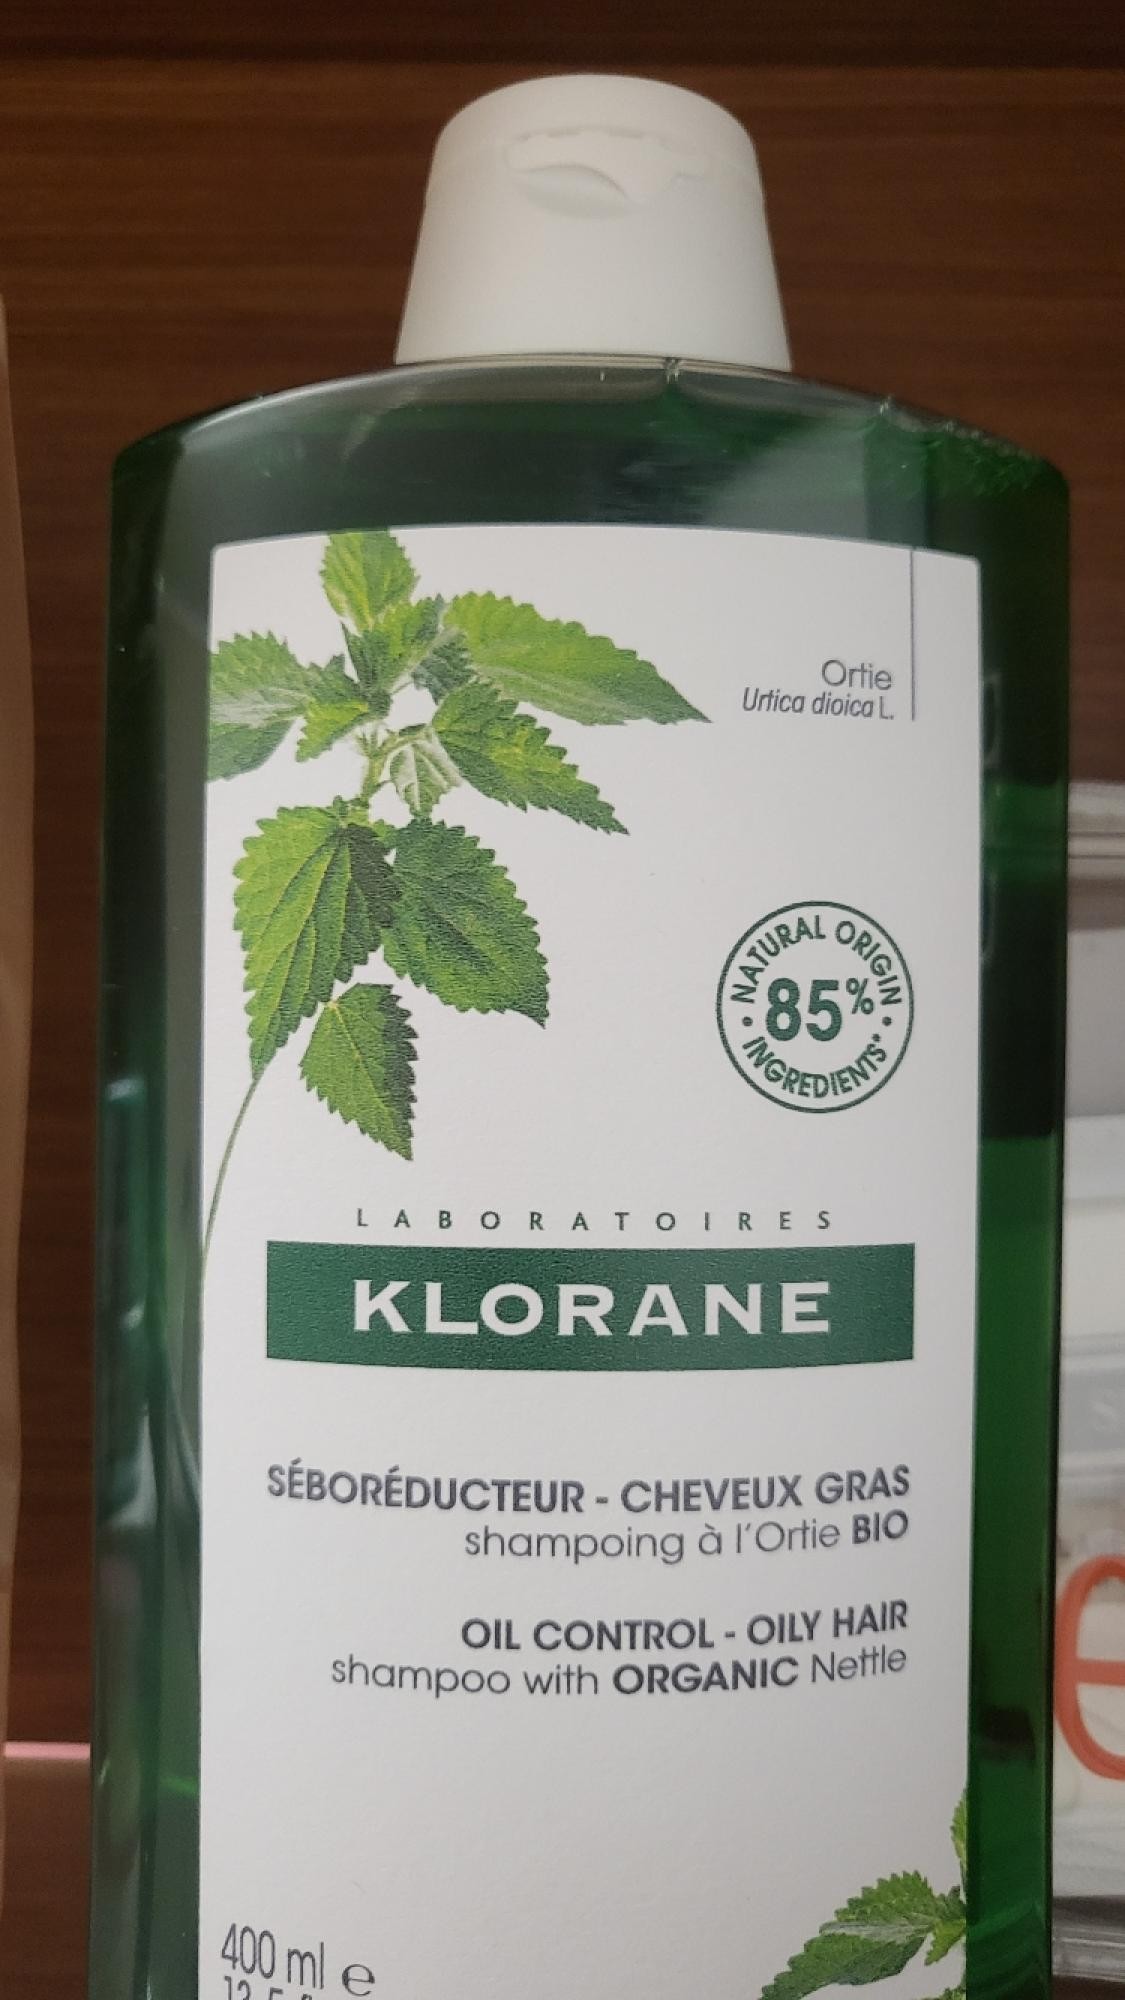 Ortie
Urtica dioica L.
• NATURAL ORIGIN •
85%
INGREDIENTS*
LABORATOIRES
KLORANE
SÉBORÉDUCTEUR - CHEVEUX GRAS
shampoing à l'Ortie BIO
OIL CONTROL - OILY HAIR
shampoo with ORGANIC Nettle
400 ml e
e